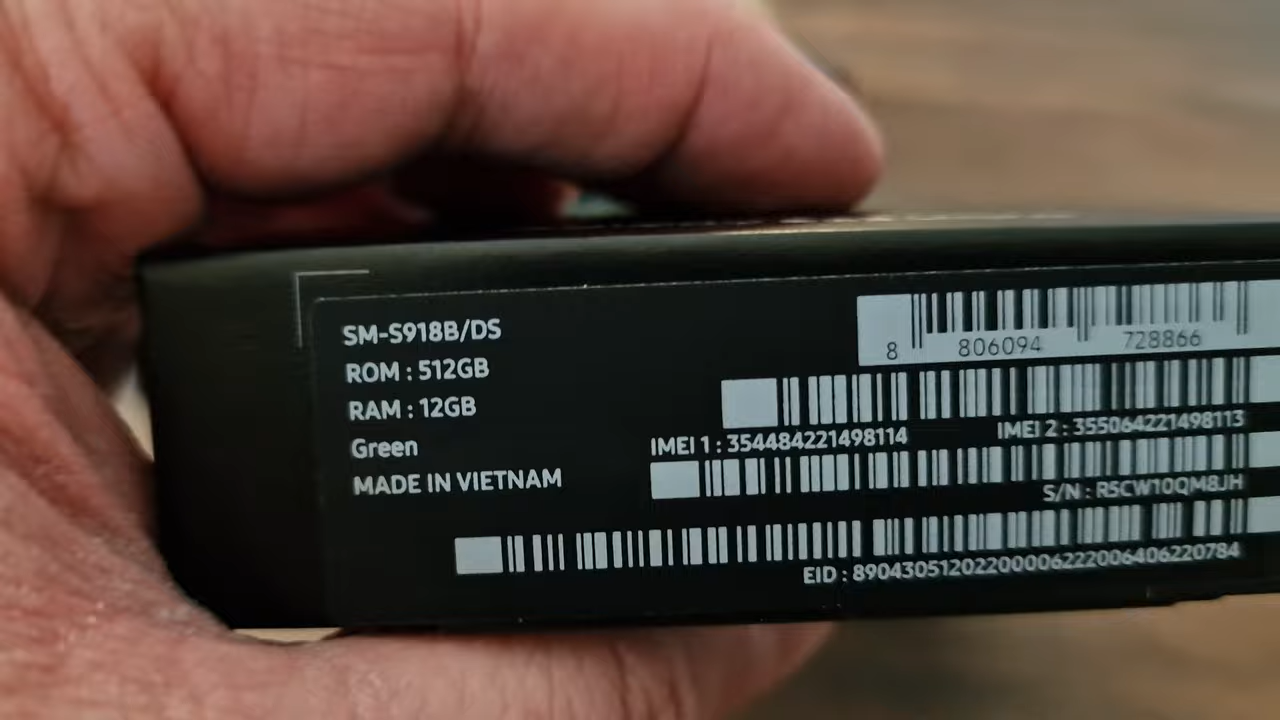 SM-S918B/DS
ROM : 512GB
RAM : 12GB
Green
MADE IN VIETNAM
8 806094 728866
IMEI 1 : 354484221498114
IMEI 2 : 355064221498113
S/N : R5CW10QM8JH
EID : 89043051202200006222006406220784